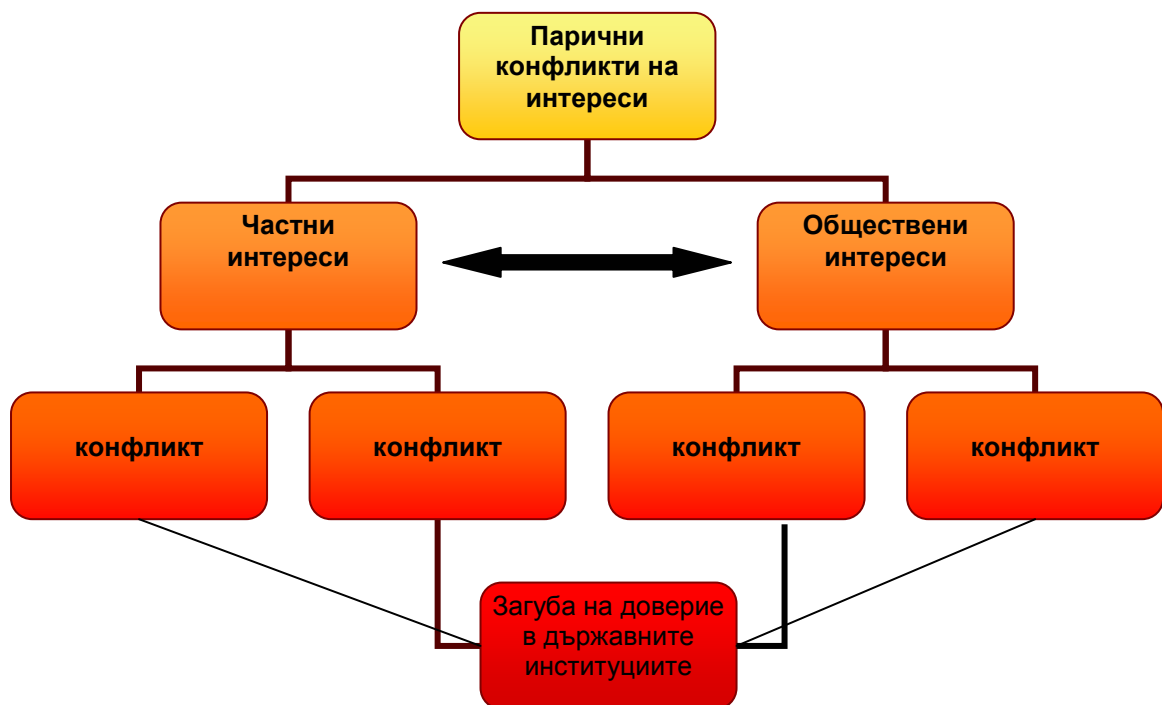 Парични
конфликти на
интереси
Частни
интереси
Обществени
интереси
конфликт
конфликт
конфликт
конфликт
Загуба на доверие
в държавните
институциите